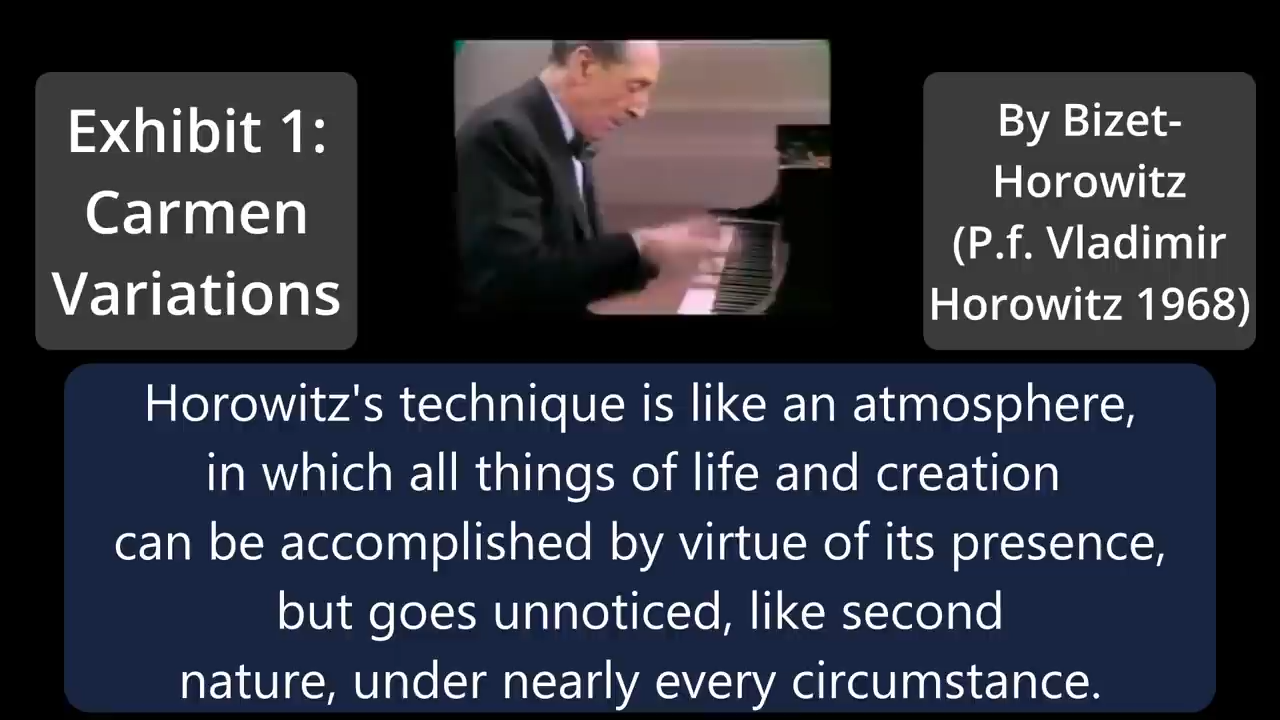 Exhibit 1:
Carmen
Variations
By Bizet-
Horowitz
(P.f. Vladimir
Horowitz 1968)
Horowitz's technique is like an atmosphere,
in which all things of life and creation
can be accomplished by virtue of its presence,
but goes unnoticed, like second
nature, under nearly every circumstance.